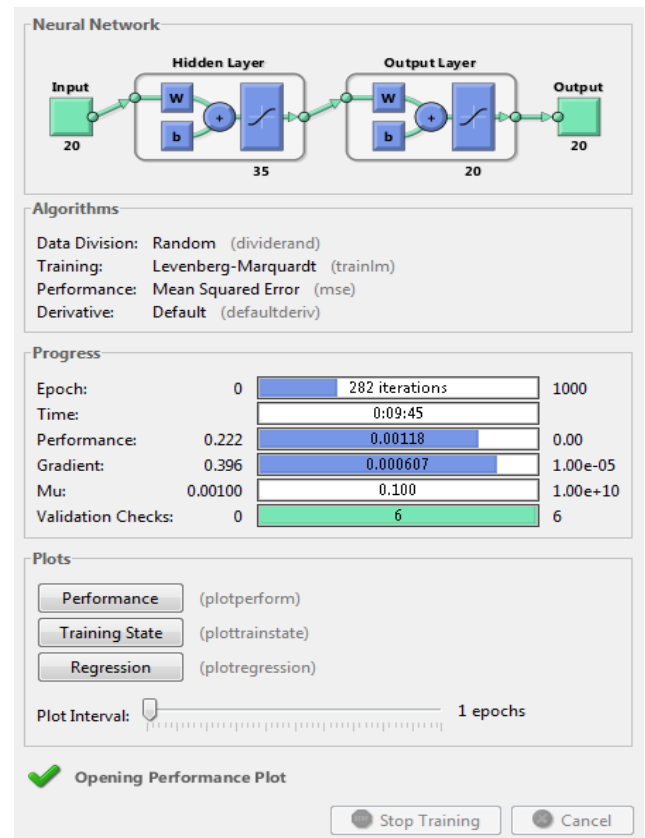 Neural Network
Hidden Layer Output Layer
Input Output
W b + W b +
20 35 20 20
Algorithms
Data Division: Random (dividerand)
Training: Levenberg-Marquardt (trainlm)
Performance: Mean Squared Error (mse)
Derivative: Default (defaultderiv)
Progress
Epoch: 0 282 iterations 1000
Time: 0:09:45
Performance: 0.222 0.00118 0.00
Gradient: 0.396 0.000607 1.00e-05
Mu: 0.00100 0.100 1.00e+10
Validation Checks: 0 6 6
Plots
Performance (plotperform)
Training State (plottrainstate)
Regression (plotregression)
Plot Interval: 1 epochs
Opening Performance Plot
Stop Training Cancel